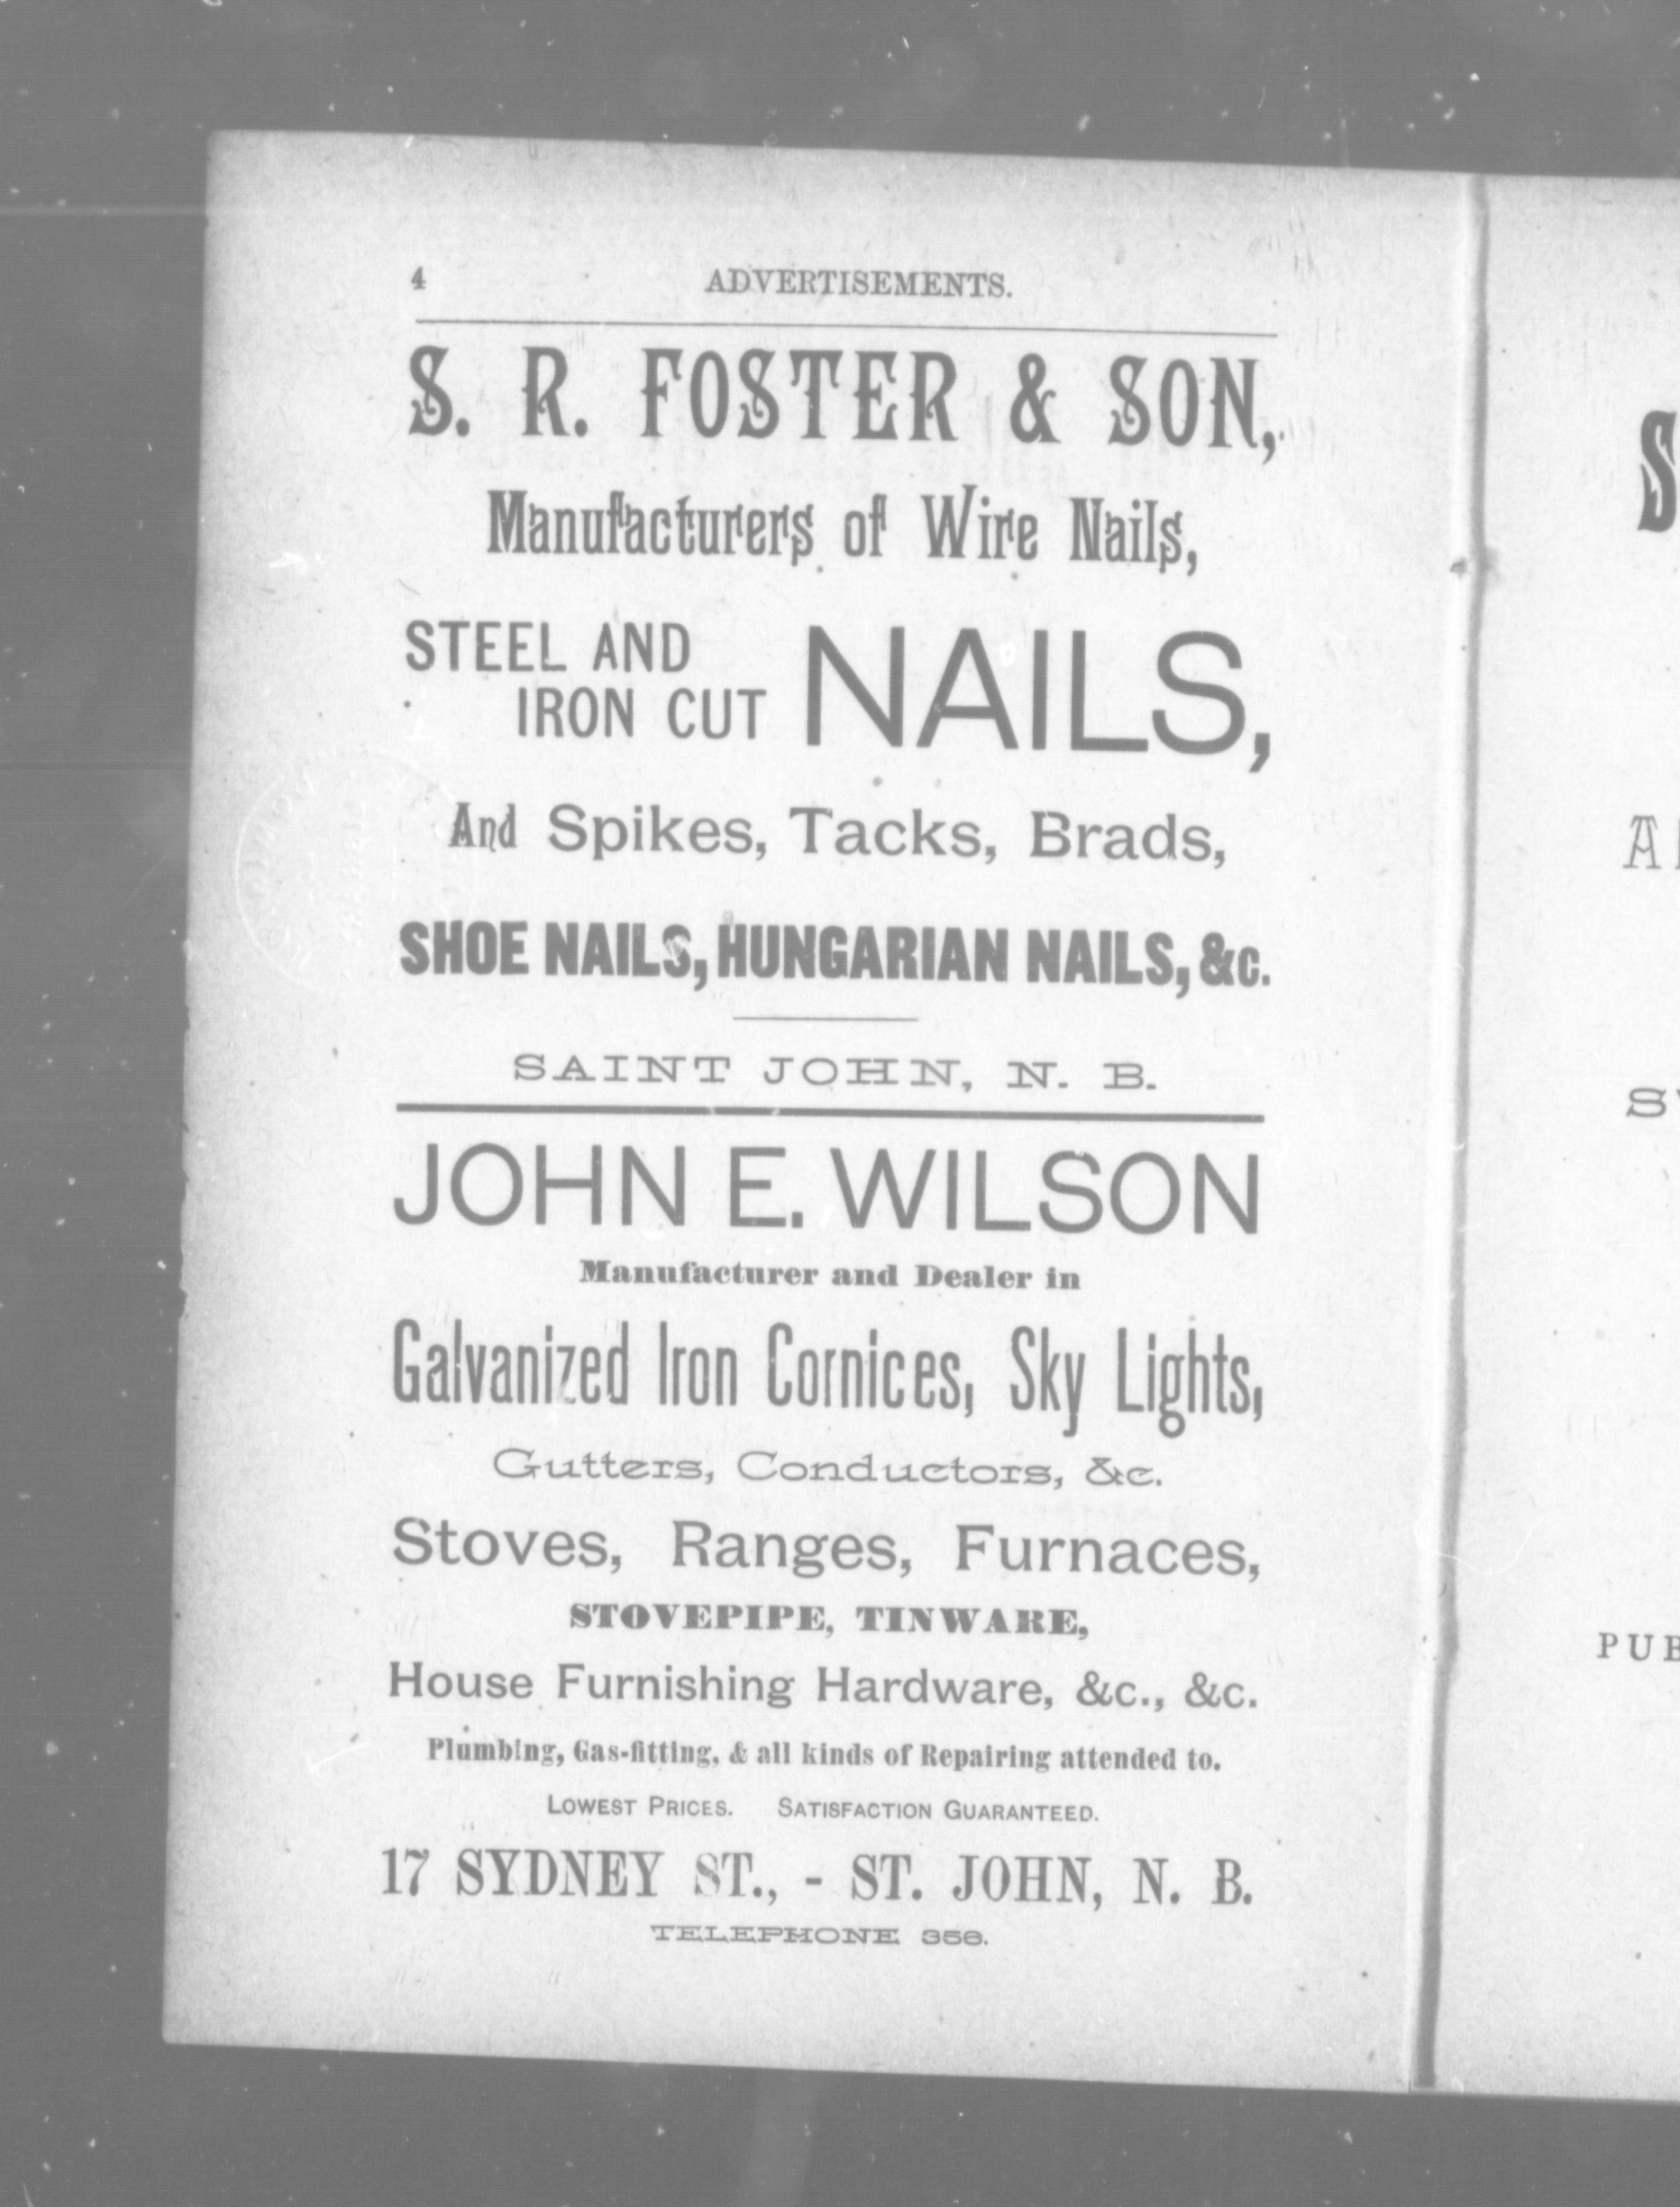 4 ADVERTISEMENTS.
S. R. FOSTER & SON,
Manufacturers of Wire Nails,
STEEL AND
IRON CUT NAILS,
And Spikes, Tacks, Brads,
SHOE NAILS, HUNGARIAN NAILS, &c.
SAINT JOHN, N. B.
JOHN E. WILSON
Manufacturer and Dealer in
Galvanized Iron Cornices, Sky Lights,
Gutters, Conductors, &c.
Stoves, Ranges, Furnaces,
STOVEPIPE, TINWARE,
House Furnishing Hardware, &c., &c.
Plumbing, Gas-fitting, & all kinds of Repairing attended to.
LOWEST PRICES. SATISFACTION GUARANTEED.
17 SYDNEY ST., - ST. JOHN, N. B.
TELEPHONE 356.
S
A
S
PUB